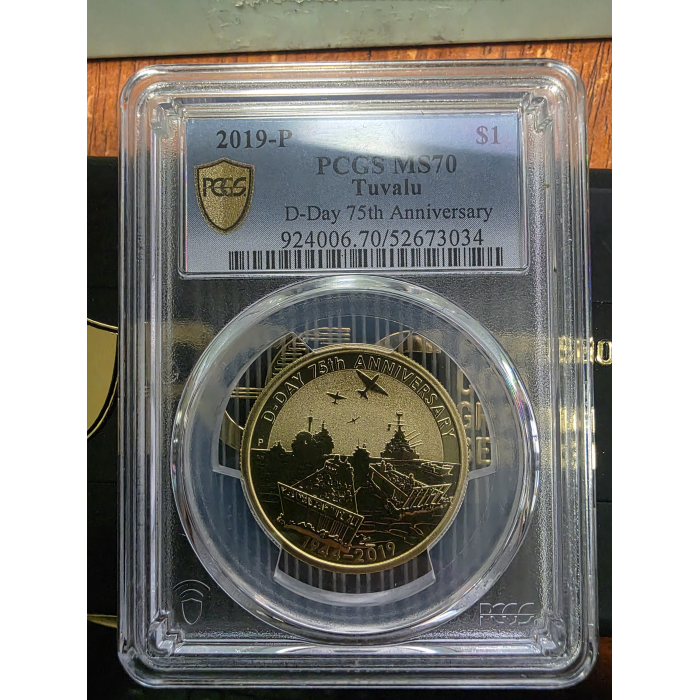 2019-P $1
PCGS MS70
PCGS
Tuvalu
D-Day 75th Anniversary
924006.70/52673034
D-DAY 75th ANNIVERSARY
P
1944-2019
PCGS